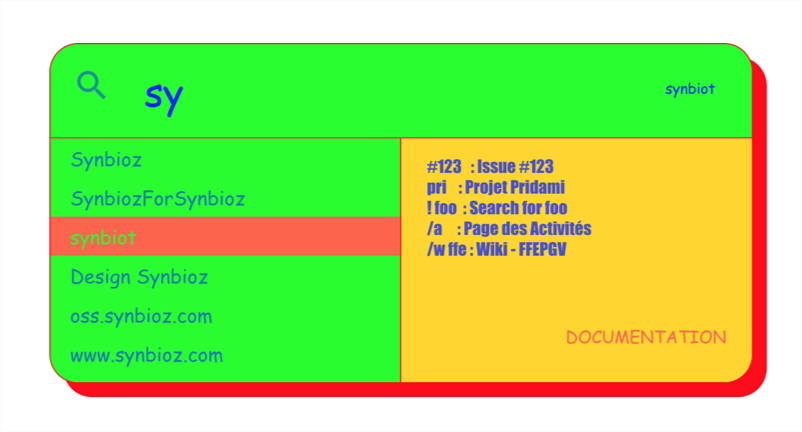 sy
synbiot
Synbioz
SynbiozForSynbioz
synbiot
Design Synbioz
oss.synbioz.com
www.synbioz.com
#123 : Issue #123
pri : Projet Pridami
! foo : Search for foo
/a : Page des Activités
/w ffe : Wiki - FFEPGV
DOCUMENTATION